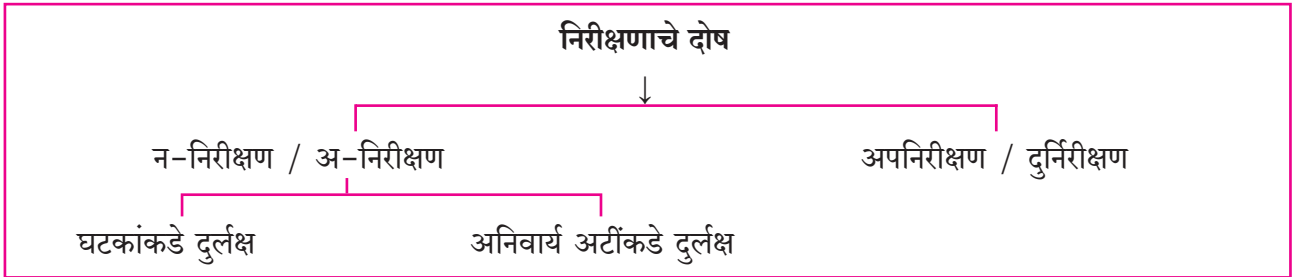 निरीक्षणाचे दोष
↓
न-निरीक्षण / अ-निरीक्षण अपनिरीक्षण / दुर्निरीक्षण
घटकांकडे दुर्लक्ष अनिवार्य अटींकडे दुर्लक्ष